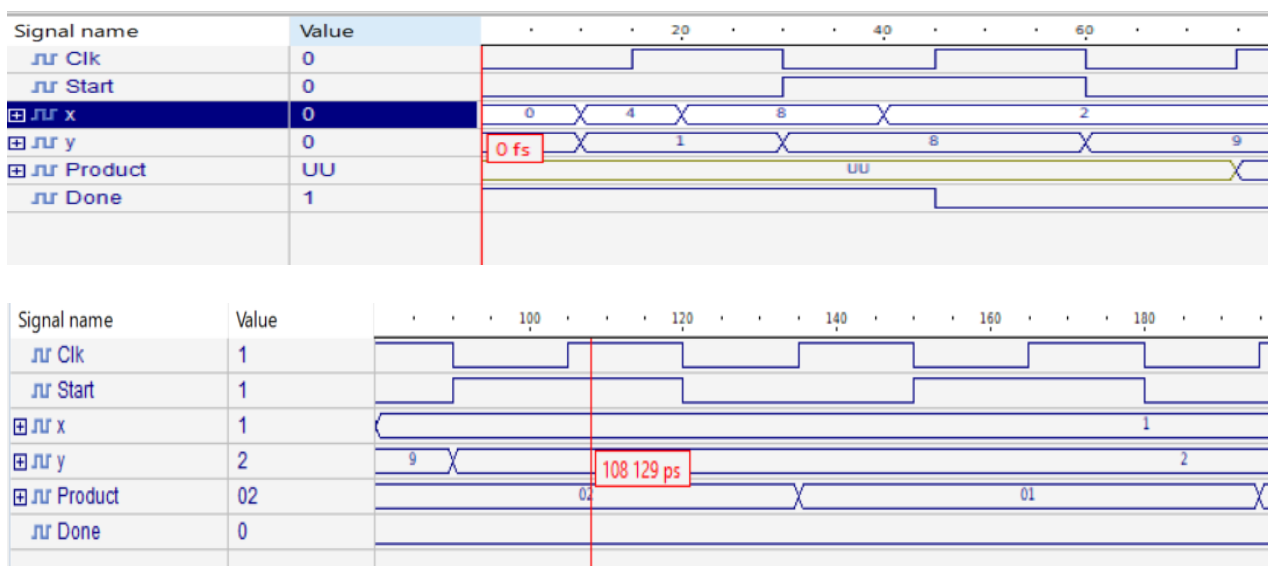 Signal name Value 20 40 60
Clk 0
Start 0
x 0 0 4 8 2
y 0 1 8 9
0 fs
Product UU UU
Done 1
Signal name Value 100 120 140 160 180
Clk 1
Start 1
x 1 1
y 2 9 2
108 129 ps
Product 02 02 01
Done 0